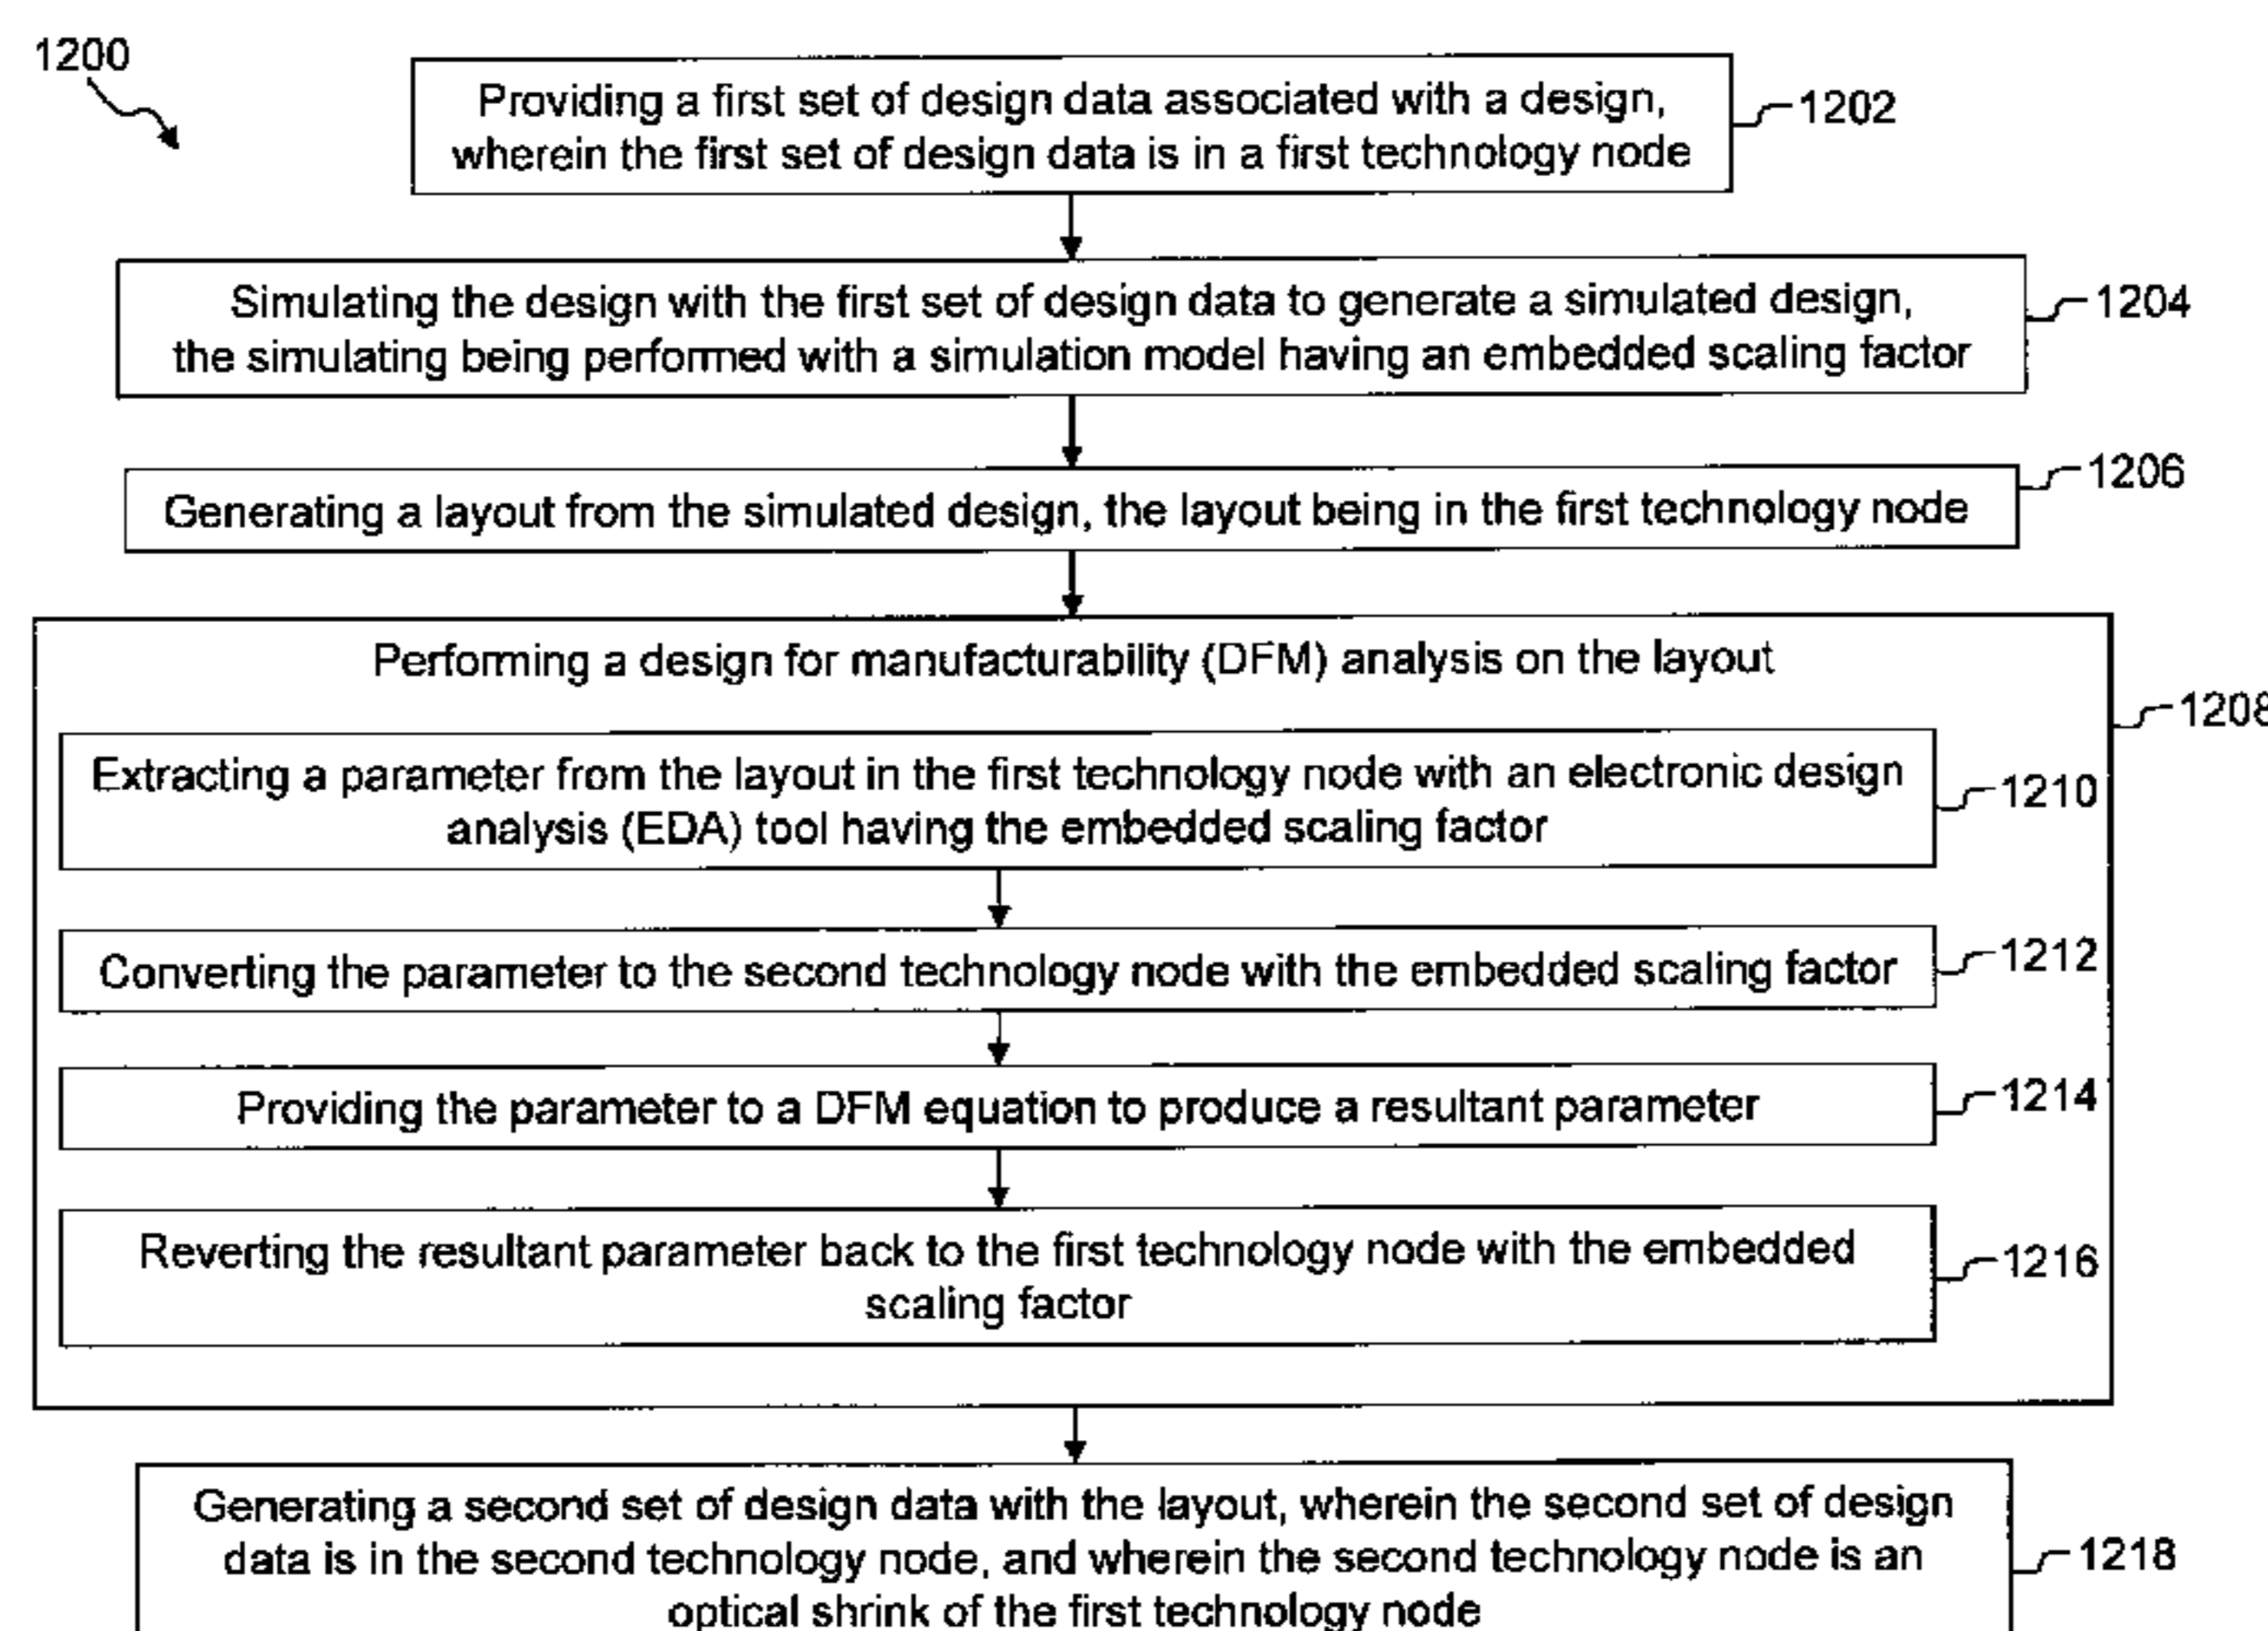 1200
Providing a first set of design data associated with a design,
wherein the first set of design data is in a first technology node
1202
Simulating the design with the first set of design data to generate a simulated design,
the simulating being performed with a simulation model having an embedded scaling factor
1204
Generating a layout from the simulated design, the layout being in the first technology node
1206
Performing a design for manufacturability (DFM) analysis on the layout
1208
Extracting a parameter from the layout in the first technology node with an electronic design
analysis (EDA) tool having the embedded scaling factor
1210
Converting the parameter to the second technology node with the embedded scaling factor
1212
Providing the parameter to a DFM equation to produce a resultant parameter
1214
Reverting the resultant parameter back to the first technology node with the embedded
scaling factor
1216
Generating a second set of design data with the layout, wherein the second set of design
data is in the second technology node, and wherein the second technology node is an
optical shrink of the first technology node
1218